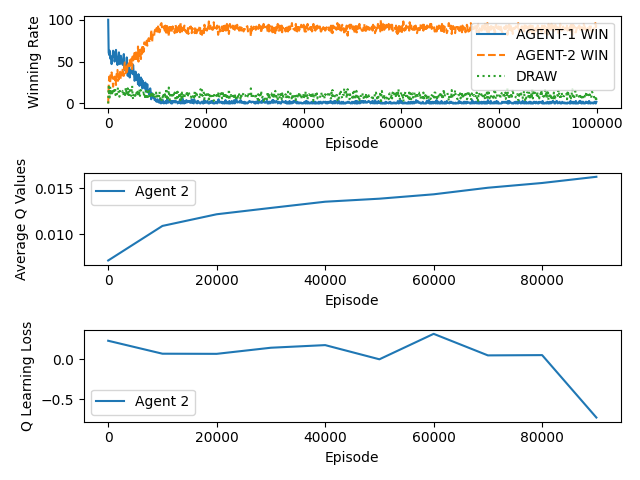 Winning Rate
100
50
0
AGENT-1 WIN
AGENT-2 WIN
DRAW
0 20000 40000 60000 80000 100000
Episode
Average Q Values
0.015
0.010
Agent 2
0 20000 40000 60000 80000
Episode
Q Learning Loss
0.0
−0.5
Agent 2
0 20000 40000 60000 80000
Episode